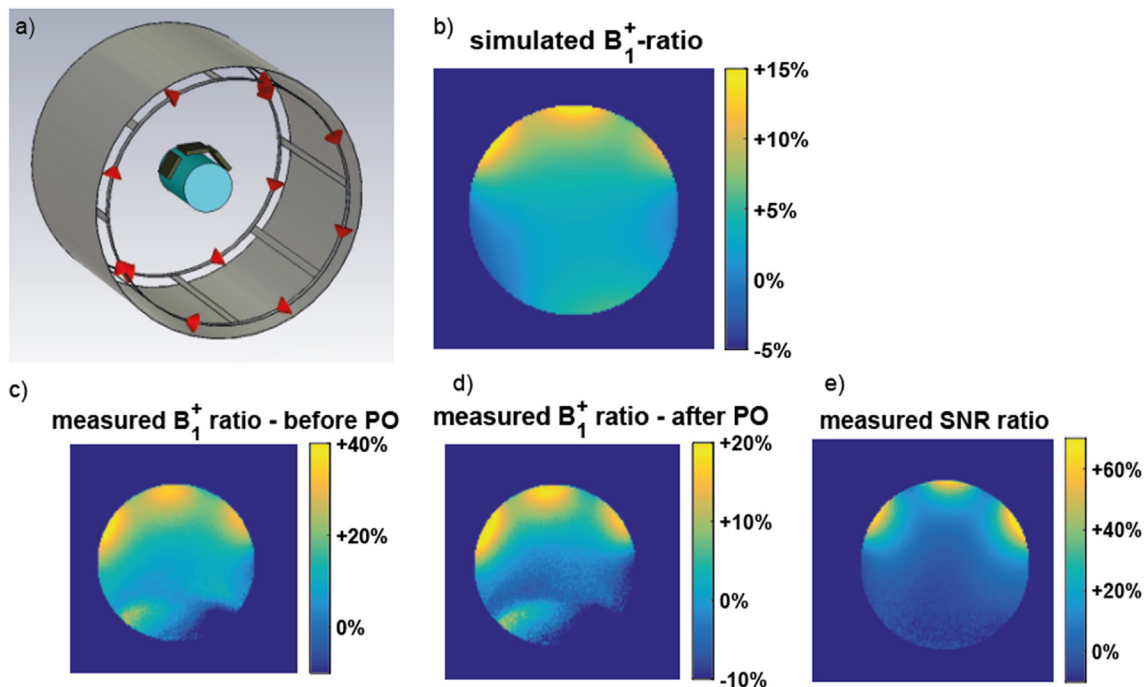 a)
b)
simulated B₁⁺-ratio
+15%
+10%
+5%
0%
-5%
c)
measured B₁⁺ ratio - before PO
+40%
+20%
0%
d)
measured B₁⁺ ratio - after PO
+20%
+10%
0%
-10%
e)
measured SNR ratio
+60%
+40%
+20%
0%